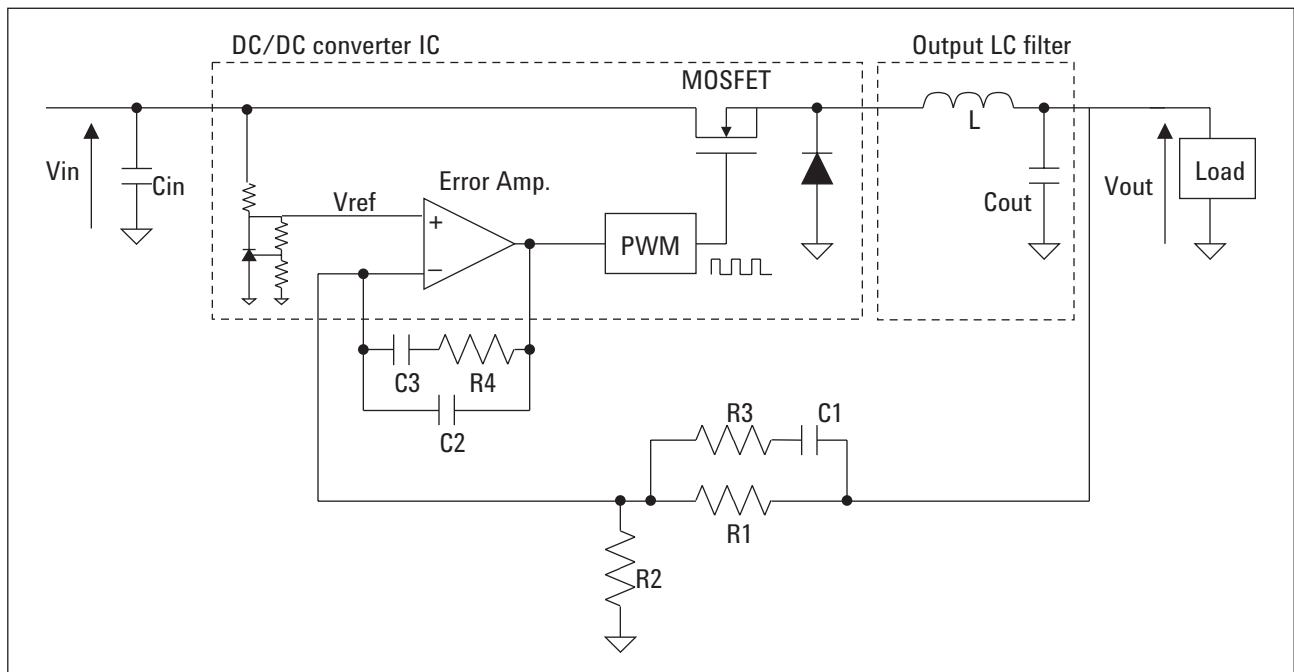 DC/DC converter IC
Output LC filter
MOSFET
Vin
Cin
Vref
Error Amp.
+
−
PWM
L
Cout
Vout
Load
C3
R4
C2
R3
C1
R1
R2